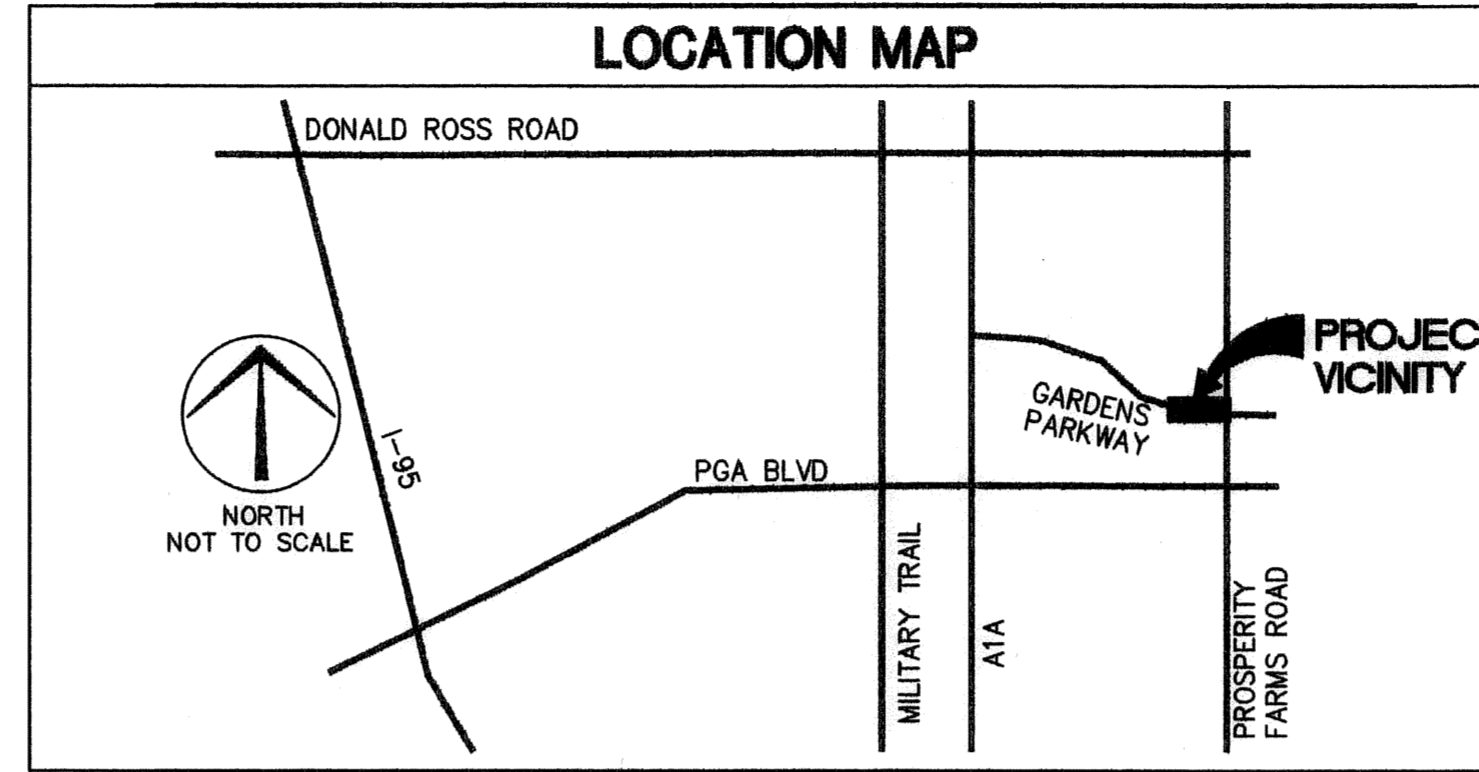 LOCATION MAP
DONALD ROSS ROAD
PROJEC
VICINITY
GARDENS
PARKWAY
I-95
PGA BLVD
NORTH
NOT TO SCALE
MILITARY TRAIL
A1A
PROSPERITY
FARMS ROAD